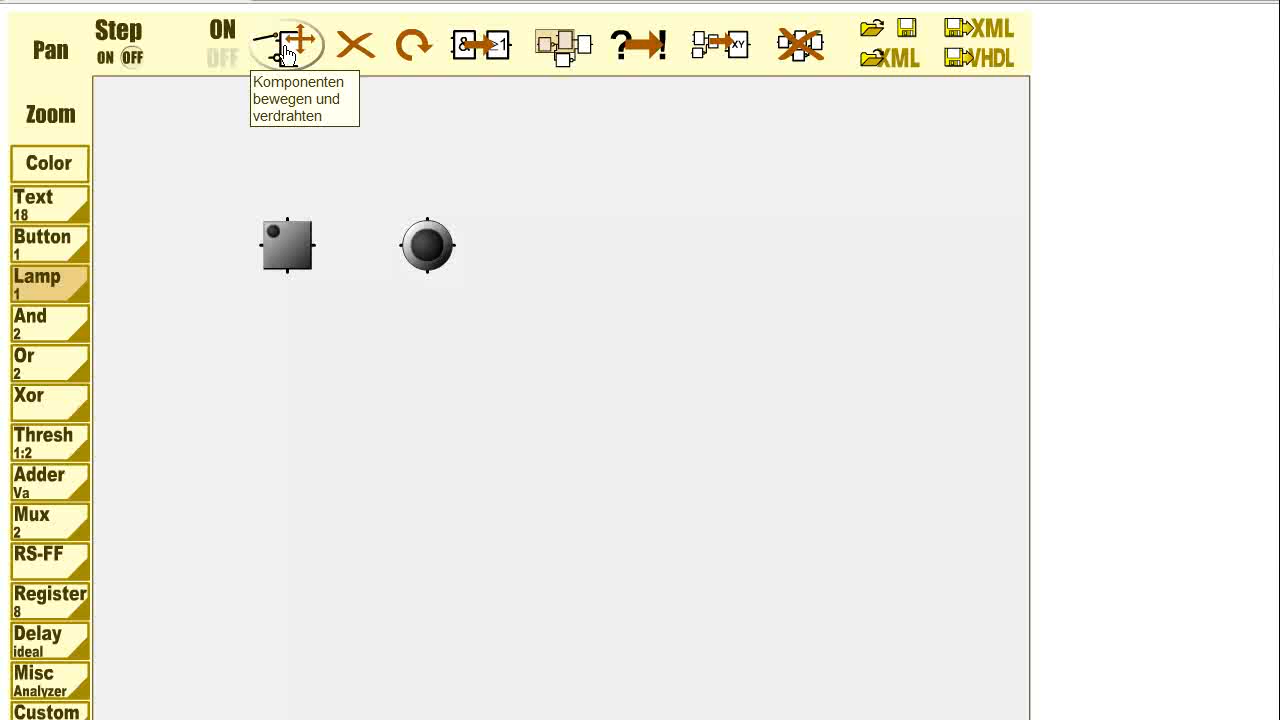 Pan
Step
ON OFF
ON
OFF
& ≥1
?
!
XY
XML
XML
VHDL
Komponenten
bewegen und
verdrahten
Zoom
Color
Text
18
Button
1
Lamp
1
And
2
Or
2
Xor
Thresh
1:2
Adder
Va
Mux
2
RS-FF
Register
8
Delay
ideal
Misc
Analyzer
Custom